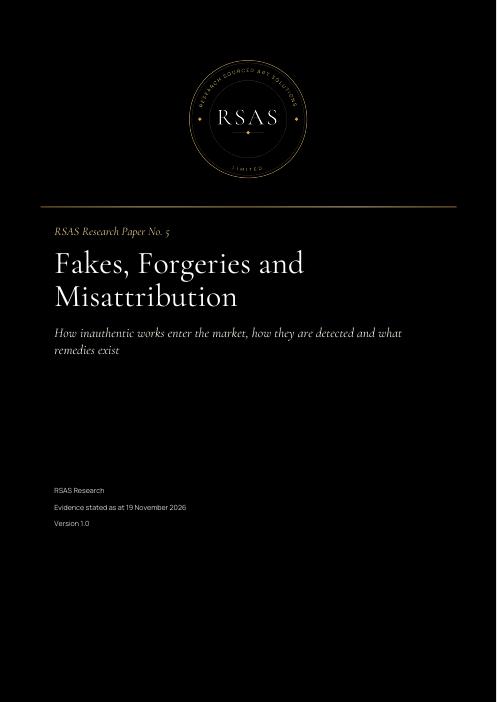 RESEARCH SOURCED ART SOLUTIONS
RSAS
LIMITED
RSAS Research Paper No. 5
Fakes, Forgeries and
Misattribution
How inauthentic works enter the market, how they are detected and what
remedies exist
RSAS Research
Evidence stated as at 19 November 2026
Version 1.0